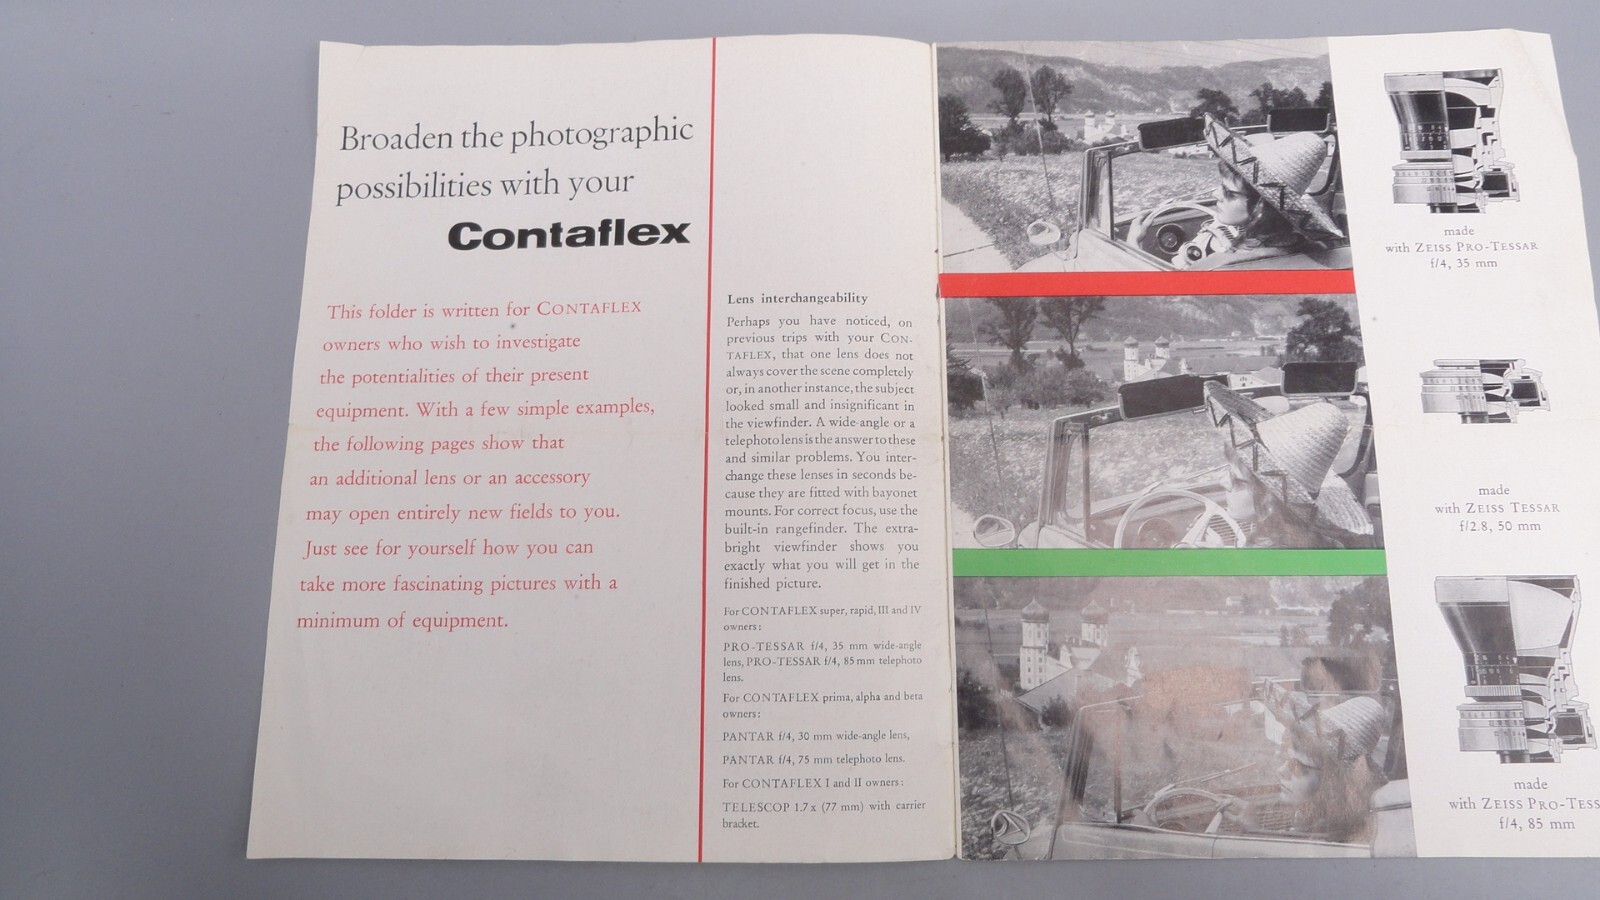 Broaden the photographic
possibilities with your
Contaflex
This folder is written for CONTAFLEX
owners who wish to investigate
the potentialities of their present
equipment. With a few simple examples,
the following pages show that
an additional lens or an accessory
may open entirely new fields to you.
Just see for yourself how you can
take more fascinating pictures with a
minimum of equipment.
Lens interchangeability
Perhaps you have noticed, on
previous trips with your CON-
TAFLEX, that one lens does not
always cover the scene completely
or, in another instance, the subject
looked small and insignificant in
the viewfinder. A wide-angle or a
telephoto lens is the answer to these
and similar problems. You inter-
change these lenses in seconds be-
cause they are fitted with bayonet
mounts. For correct focus, use the
built-in rangefinder. The extra-
bright viewfinder shows you
exactly what you will get in the
finished picture.
For CONTAFLEX super, rapid, III and IV
owners:
PRO-TESSAR f/4, 35 mm wide-angle
lens, PRO-TESSAR f/4, 85 mm telephoto
lens.
For CONTAFLEX prima, alpha and beta
owners:
PANTAR f/4, 30 mm wide-angle lens,
PANTAR f/4, 75 mm telephoto lens.
For CONTAFLEX I and II owners:
TELESCOP 1.7x (77 mm) with carrier
bracket.
made
with ZEISS PRO-TESSAR
f/4, 35 mm
made
with ZEISS TESSAR
f/2.8, 50 mm
made
with ZEISS PRO-TESS
f/4, 85 mm